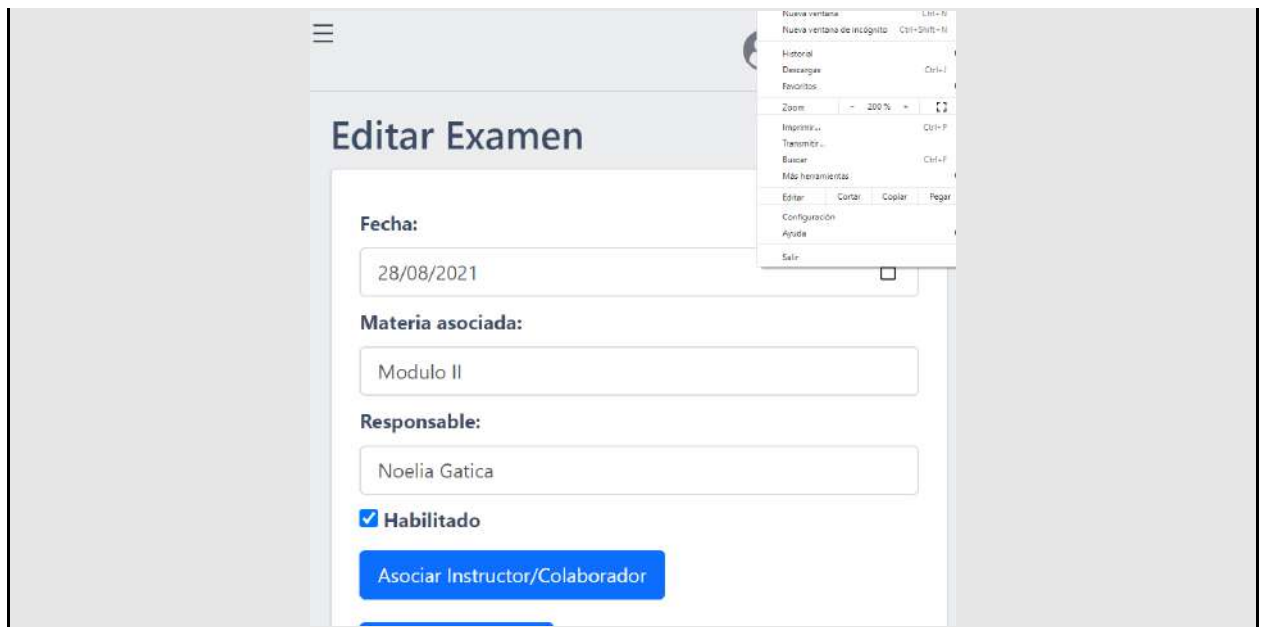 Nueva ventana Ctrl+N
Nueva ventana de incógnito Ctrl+Shift+N
Historial
Descargas Ctrl+J
Favoritos
Zoom - 200 % +
Imprimir... Ctrl+P
Transmitir...
Buscar Ctrl+F
Más herramientas
Editar Cortar Copiar Pegar
Configuración
Ayuda
Salir
Editar Examen
Fecha:
28/08/2021
Materia asociada:
Modulo II
Responsable:
Noelia Gatica
Habilitado
Asociar Instructor/Colaborador